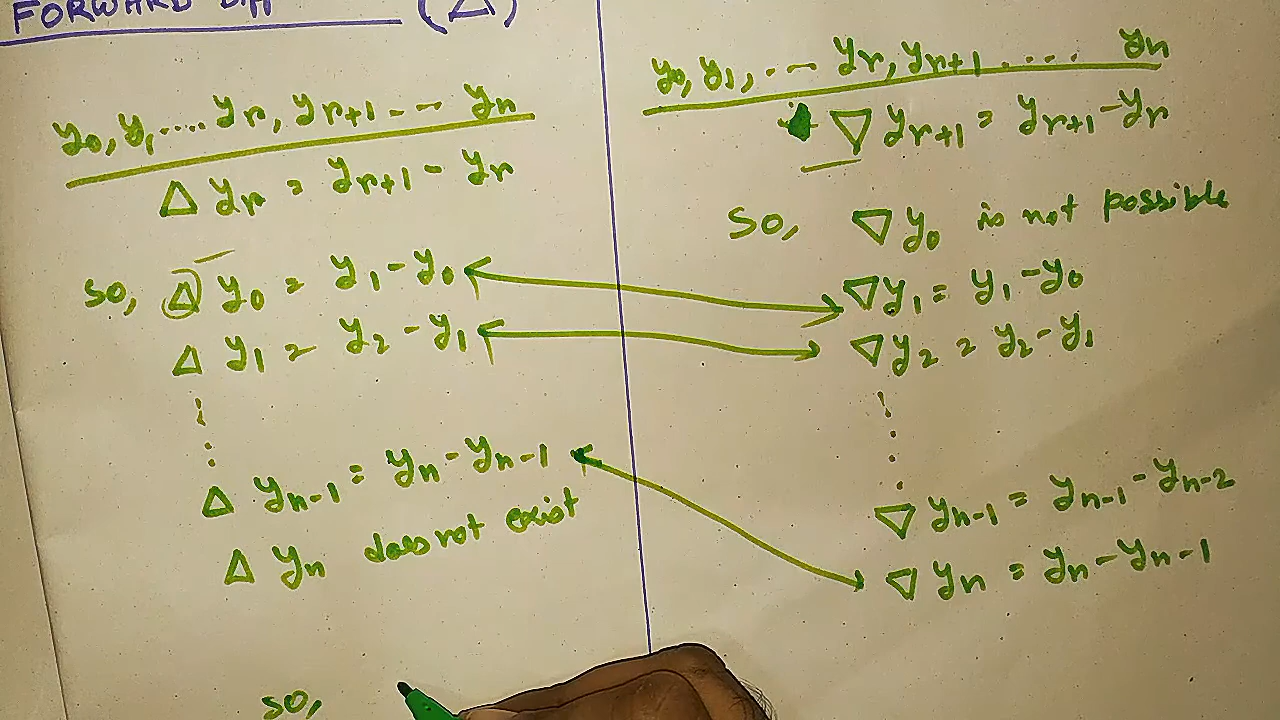 FORWARD Diff (Δ)
y₀, y₁ .... yᵣ, yᵣ₊₁ .. -- yₙ
Δ yᵣ = yᵣ₊₁ - yᵣ
so, Δ y₀ = y₁ - y₀
Δ y₁ = y₂ - y₁
Δ yₙ₋₁ = yₙ - yₙ₋₁
Δ yₙ does not exist
so,
y₀, y₁, .-- yᵣ, yᵣ₊₁ .... .... yₙ
∇ yᵣ₊₁ = yᵣ₊₁ - yᵣ
So, ∇ y₀ is not possible
∇ y₁ = y₁ - y₀
∇ y₂ = y₂ - y₁
∇ yₙ₋₁ = yₙ₋₁ - yₙ₋₂
∇ yₙ = yₙ - yₙ₋₁